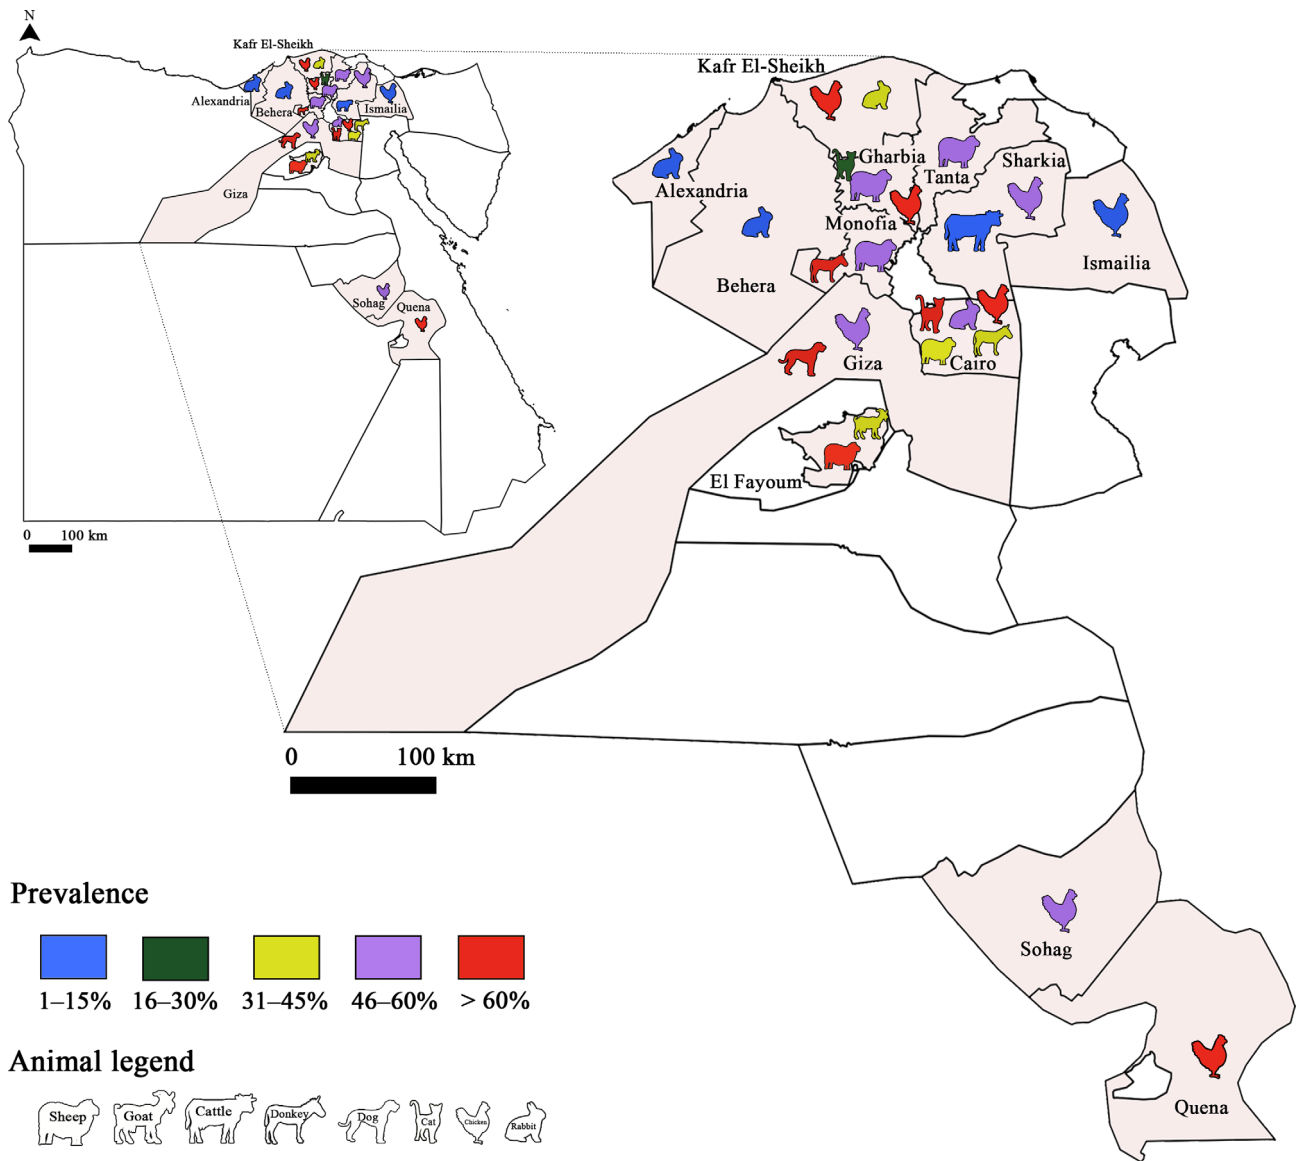 N
Kafr El-Sheikh
Alexandria
Behera
Ismailia
Giza
Sohag
Quena
0 100 km
Kafr El-Sheikh
Gharbia
Tanta
Sharkia
Alexandria
Monofia
Ismailia
Behera
Giza
Cairo
El Fayoum
0 100 km
Sohag
Quena
Prevalence
1–15% 16–30% 31–45% 46–60% > 60%
Animal legend
Sheep Goat Cattle Donkey Dog Cat Chicken Rabbit